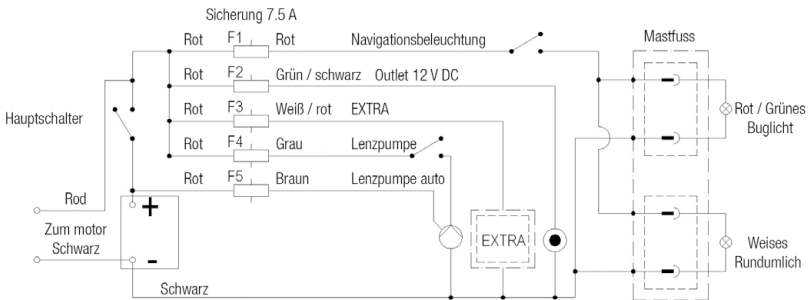 Sicherung 7.5 A
Rot F1 Rot Navigationsbeleuchtung
Mastfuss
Rot F2 Grün / schwarz Outlet 12 V DC
Hauptschalter
Rot F3 Weiß / rot EXTRA
Rot / Grünes
Buglicht
Rot F4 Grau Lenzpumpe
Rot F5 Braun Lenzpumpe auto
Rod
+
Zum motor
Schwarz
-
EXTRA
Weises
Rundumlich
Schwarz